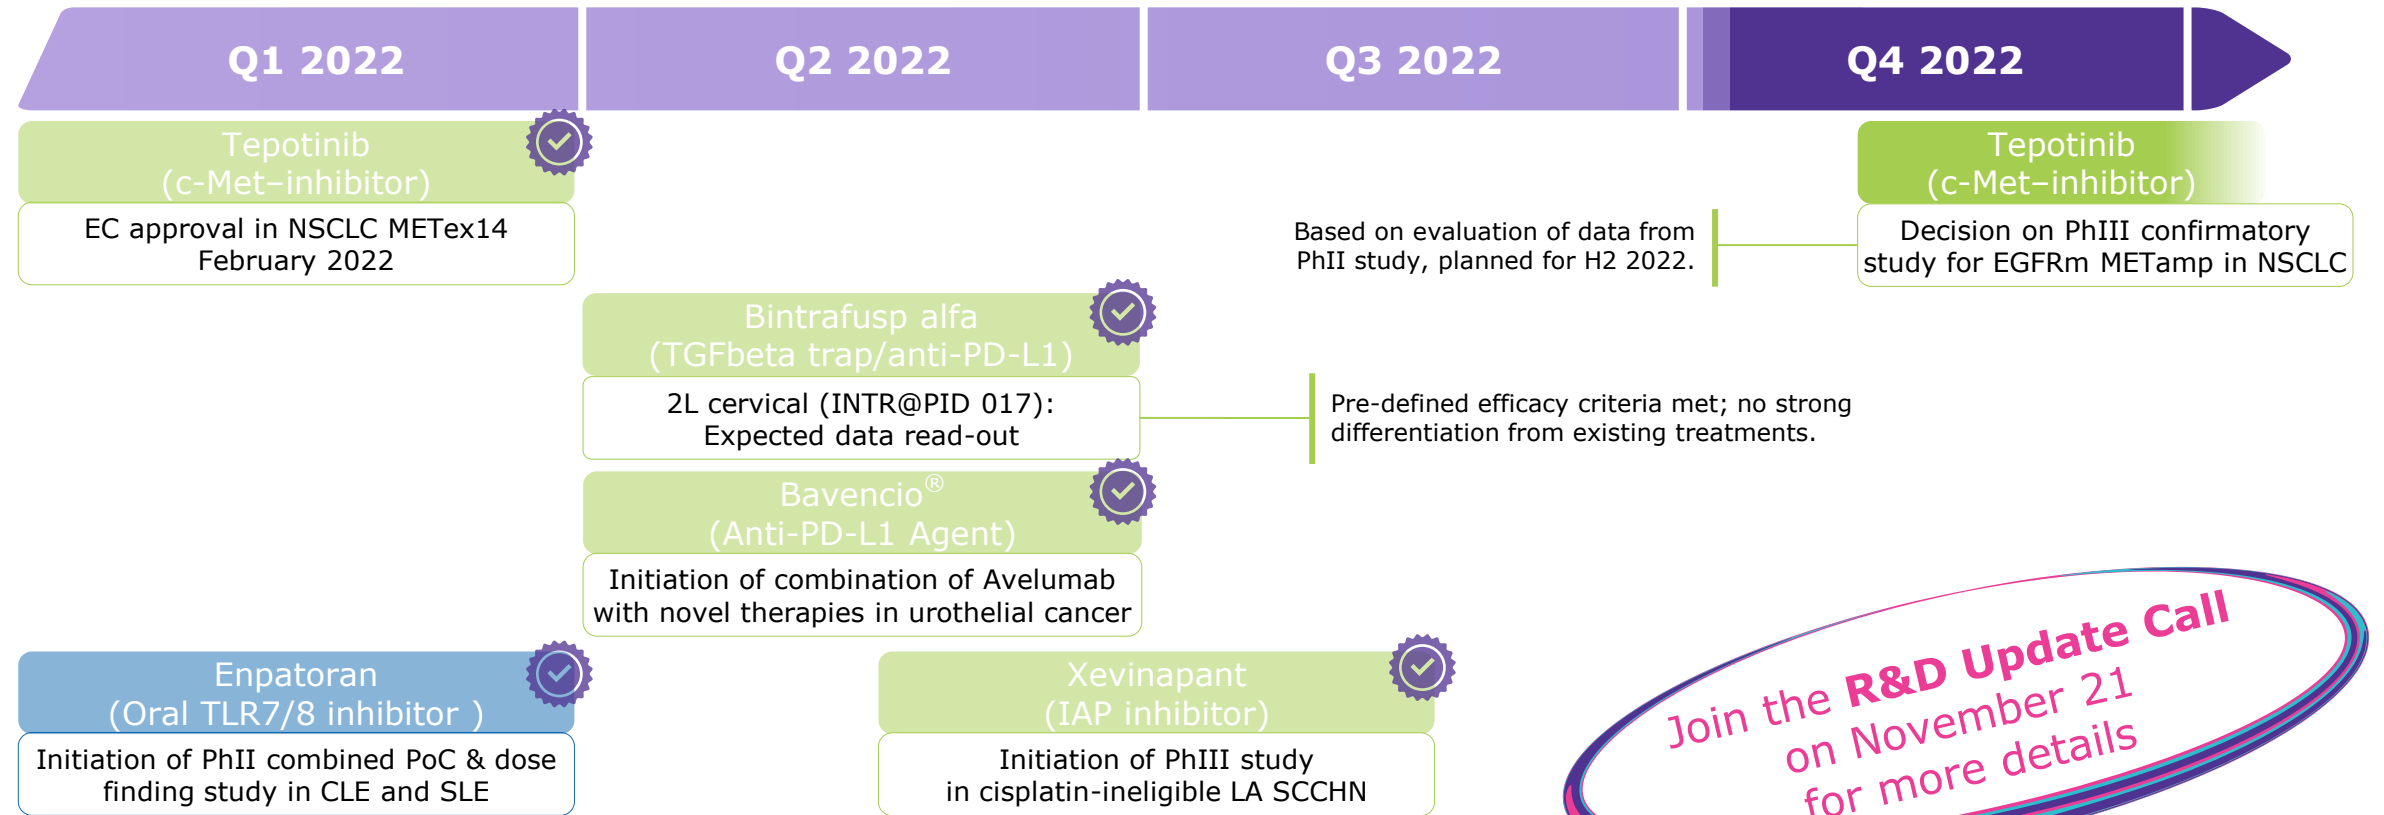 Q1 2022
Q2 2022
Q3 2022
Q4 2022
Tepotinib
(c-Met–inhibitor)
EC approval in NSCLC METex14
February 2022
Based on evaluation of data from
PhII study, planned for H2 2022.
Tepotinib
(c-Met–inhibitor)
Decision on PhIII confirmatory
study for EGFRm METamp in NSCLC
Bintrafusp alfa
(TGFbeta trap/anti-PD-L1)
2L cervical (INTR@PID 017):
Expected data read-out
Pre-defined efficacy criteria met; no strong
differentiation from existing treatments.
Bavencio®
(Anti-PD-L1 Agent)
Initiation of combination of Avelumab
with novel therapies in urothelial cancer
Enpatoran
(Oral TLR7/8 inhibitor )
Initiation of PhII combined PoC & dose
finding study in CLE and SLE
Xevinapant
(IAP inhibitor)
Initiation of PhIII study
in cisplatin-ineligible LA SCCHN
Join the R&D Update Call
on November 21
for more details